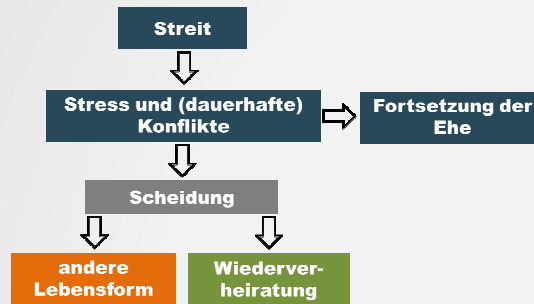 Streit
Stress und (dauerhafte)
Konflikte
Fortsetzung der
Ehe
Scheidung
andere
Lebensform
Wiederver-
heiratung